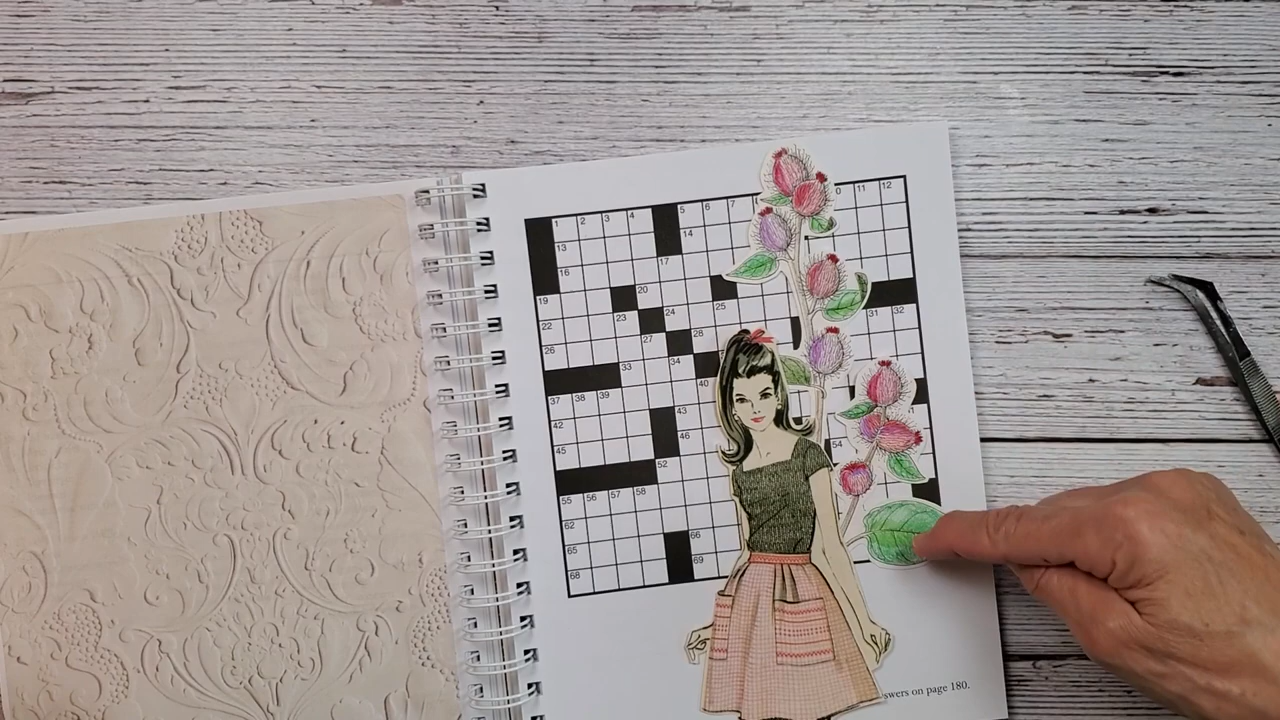 1 2 3 4 5 6 7 0 11 12
13 14
16 17
19 20
22 23 24 25 31 32
26 27 28
33 34
37 38 39 40
42 43
45 46 54
52
55 56 57 58
62
65 66
68 69
swers on page 180.